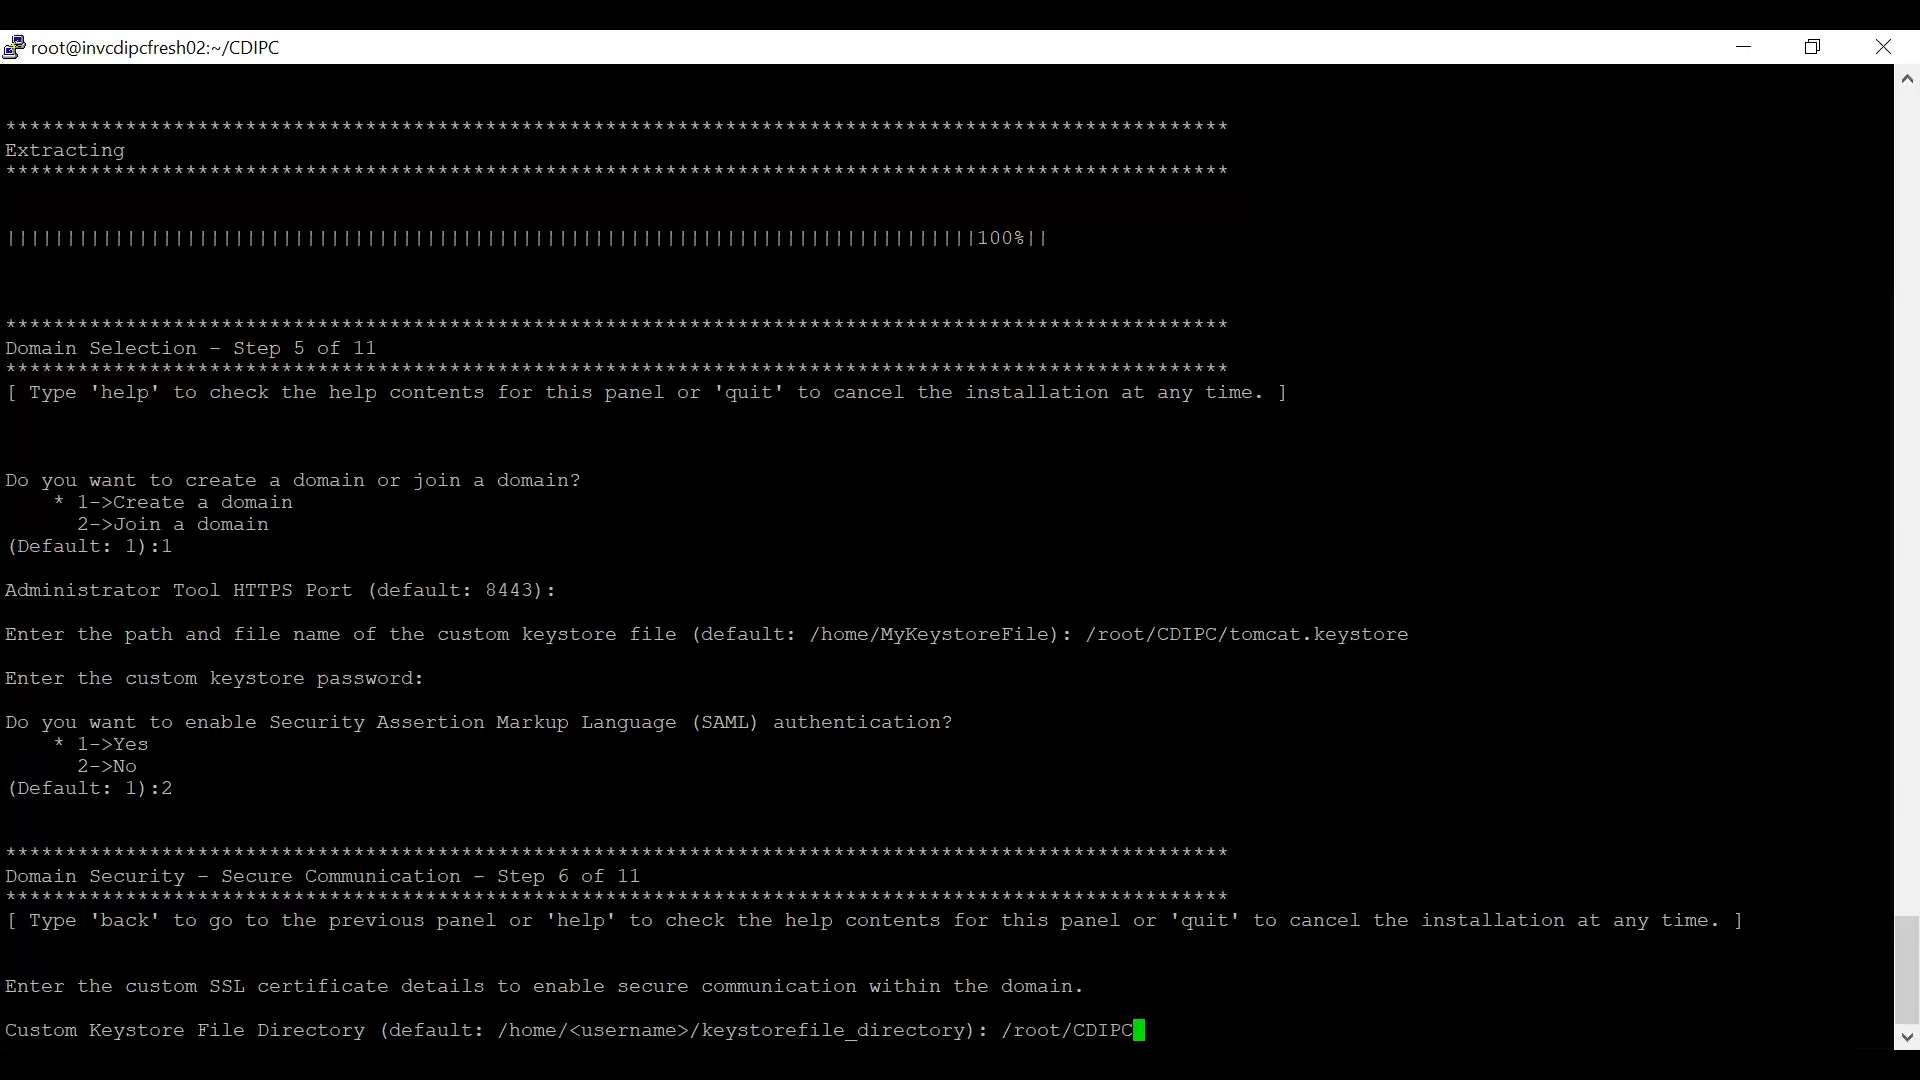 root@invcdipcfresh02:~/CDIPC
******************************************************************************************************
Extracting
******************************************************************************************************
|||||||||||||||||||||||||||||||||||||||||||||||||||||||||||||||||||||||||||||||||100%||
******************************************************************************************************
Domain Selection - Step 5 of 11
******************************************************************************************************
[ Type 'help' to check the help contents for this panel or 'quit' to cancel the installation at any time. ]
Do you want to create a domain or join a domain?
* 1->Create a domain
2->Join a domain
(Default: 1):1
Administrator Tool HTTPS Port (default: 8443):
Enter the path and file name of the custom keystore file (default: /home/MyKeystoreFile): /root/CDIPC/tomcat.keystore
Enter the custom keystore password:
Do you want to enable Security Assertion Markup Language (SAML) authentication?
* 1->Yes
2->No
(Default: 1):2
******************************************************************************************************
Domain Security - Secure Communication - Step 6 of 11
******************************************************************************************************
[ Type 'back' to go to the previous panel or 'help' to check the help contents for this panel or 'quit' to cancel the installation at any time. ]
Enter the custom SSL certificate details to enable secure communication within the domain.
Custom Keystore File Directory (default: /home/<username>/keystorefile_directory): /root/CDIPC